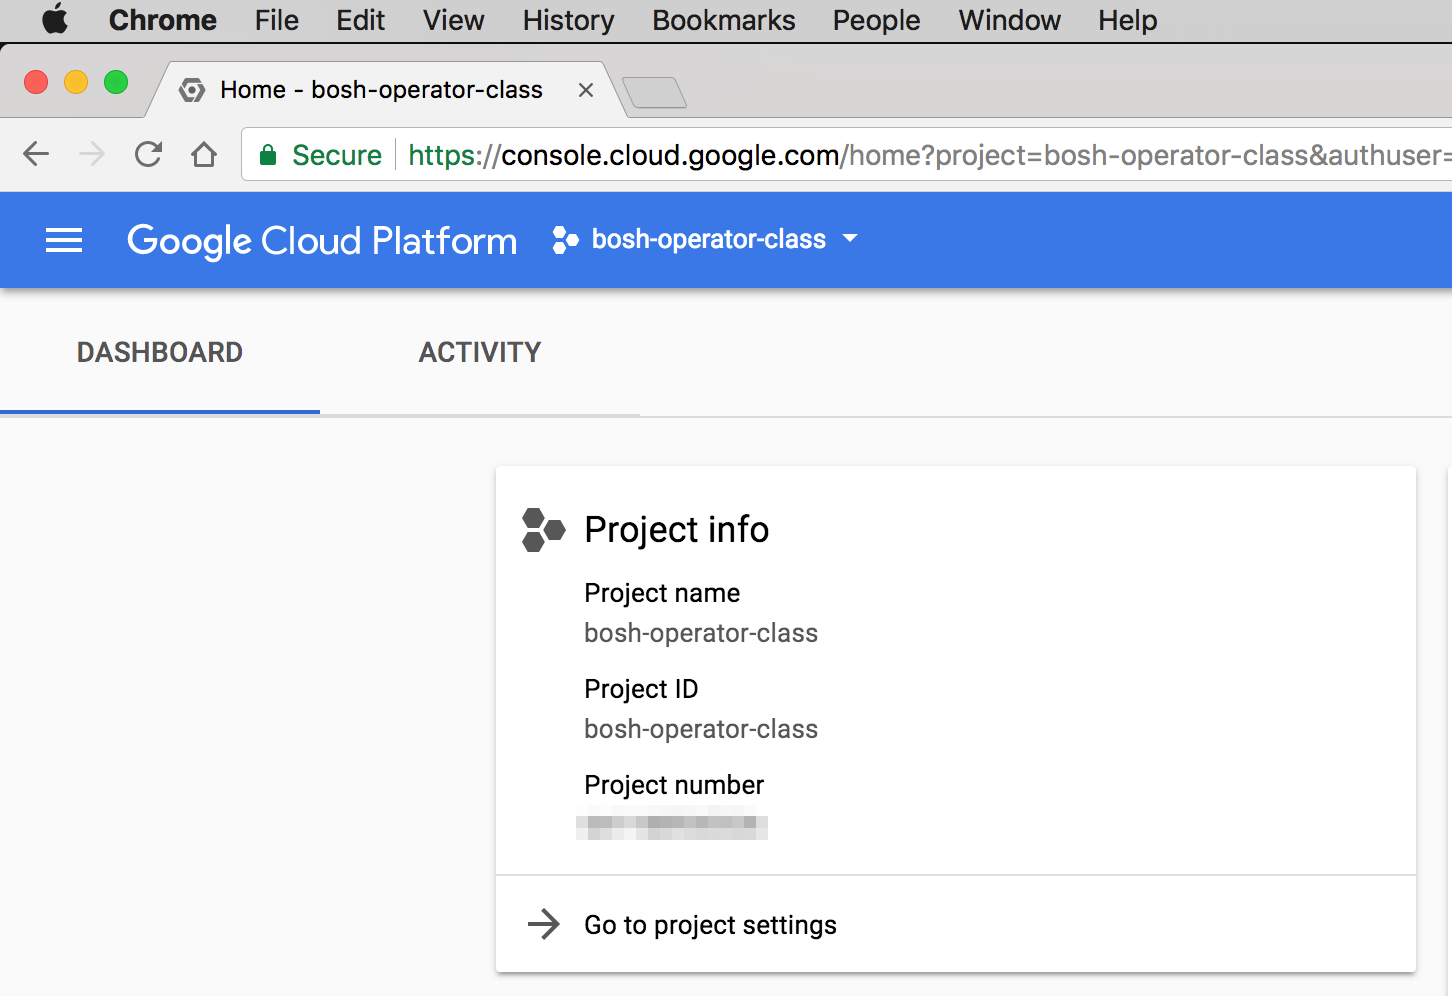 Chrome File Edit View History Bookmarks People Window Help
Home - bosh-operator-class
Secure https://console.cloud.google.com/home?project=bosh-operator-class&authuser=
Google Cloud Platform bosh-operator-class
DASHBOARD ACTIVITY
Project info
Project name
bosh-operator-class
Project ID
bosh-operator-class
Project number
Go to project settings